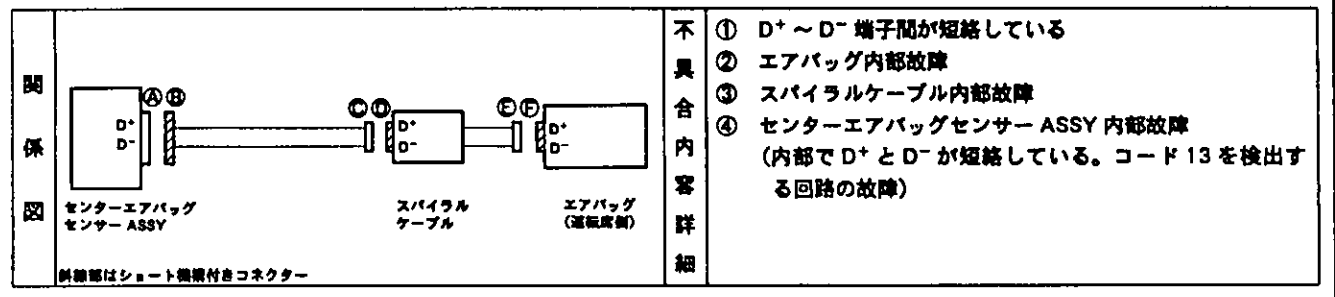 関係図
Ⓐ Ⓑ
Ⓒ Ⓓ
Ⓔ Ⓕ
D⁺
D⁻
D⁺
D⁻
D⁺
D⁻
センターエアバッグ
センサー ASSY
スパイラル
ケーブル
エアバッグ
(運転席側)
斜線部はショート機構付きコネクター
不具合内容詳細
① D⁺ ～ D⁻ 端子間が短絡している
② エアバッグ内部故障
③ スパイラルケーブル内部故障
④ センターエアバッグセンサー ASSY 内部故障
(内部で D⁺ と D⁻ が短絡している。コード 13 を検出す
る回路の故障)